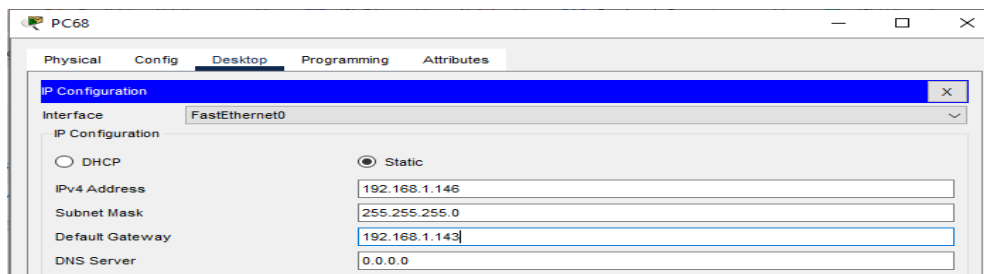 PC68
Physical Config Desktop Programming Attributes
IP Configuration X
Interface FastEthernet0
IP Configuration
DHCP Static
IPv4 Address 192.168.1.146
Subnet Mask 255.255.255.0
Default Gateway 192.168.1.143
DNS Server 0.0.0.0